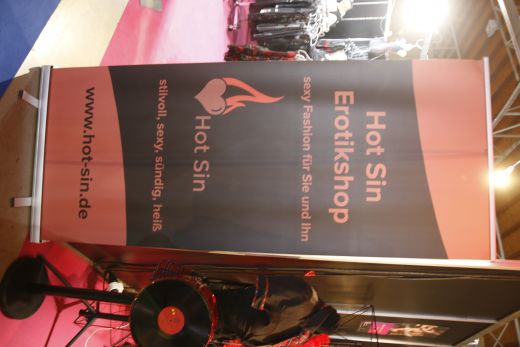 Hot Sin
Erotikshop
sexy Fashion für Sie und Ihn
Hot Sin
stilvoll, sexy, sündig, heiß
www.hot-sin.de